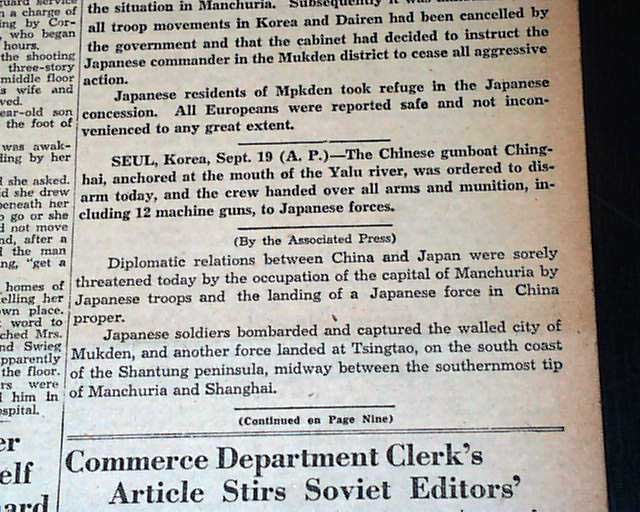 guard service
n a charge of
ing by Cor-
, who began
hours.
the shooting
three-story
middle floor
s wife and
ved.
ear-old son
the foot of
was awak-
ding by her
she asked.
id she drew
beneath her
o go or she
d not move
nd, after a
the man
ng, "get a
homes of
elling her
own place.
word to
ched Mrs.
nd Swieg
apparently
the floor.
rs were
him in
ospital.
er
elf
ard
the situation in Manchuria. Subsequently it was
all troop movements in Korea and Dairen had been cancelled by
the government and that the cabinet had decided to instruct the
Japanese commander in the Mukden district to cease all aggressive
action.
Japanese residents of Mpkden took refuge in the Japanese
concession. All Europeans were reported safe and not incon-
venienced to any great extent.
SEUL, Korea, Sept. 19 (A. P.)—The Chinese gunboat Ching-
hai, anchored at the mouth of the Yalu river, was ordered to dis-
arm today, and the crew handed over all arms and munition, in-
cluding 12 machine guns, to Japanese forces.
(By the Associated Press)
Diplomatic relations between China and Japan were sorely
threatened today by the occupation of the capital of Manchuria by
Japanese troops and the landing of a Japanese force in China
proper.
Japanese soldiers bombarded and captured the walled city of
Mukden, and another force landed at Tsingtao, on the south coast
of the Shantung peninsula, midway between the southernmost tip
of Manchuria and Shanghai.
(Continued on Page Nine)
Commerce Department Clerk's
Article Stirs Soviet Editors'